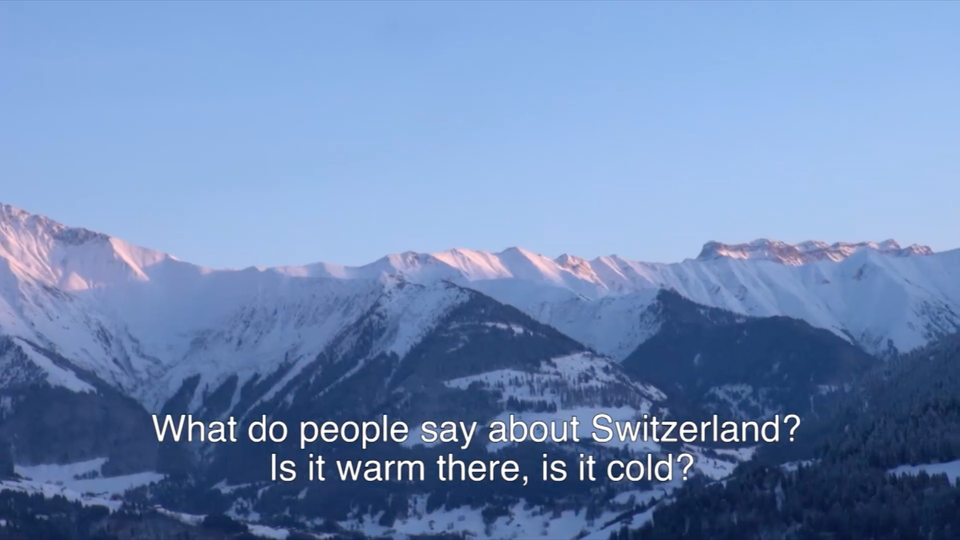 What do people say about Switzerland?
Is it warm there, is it cold?